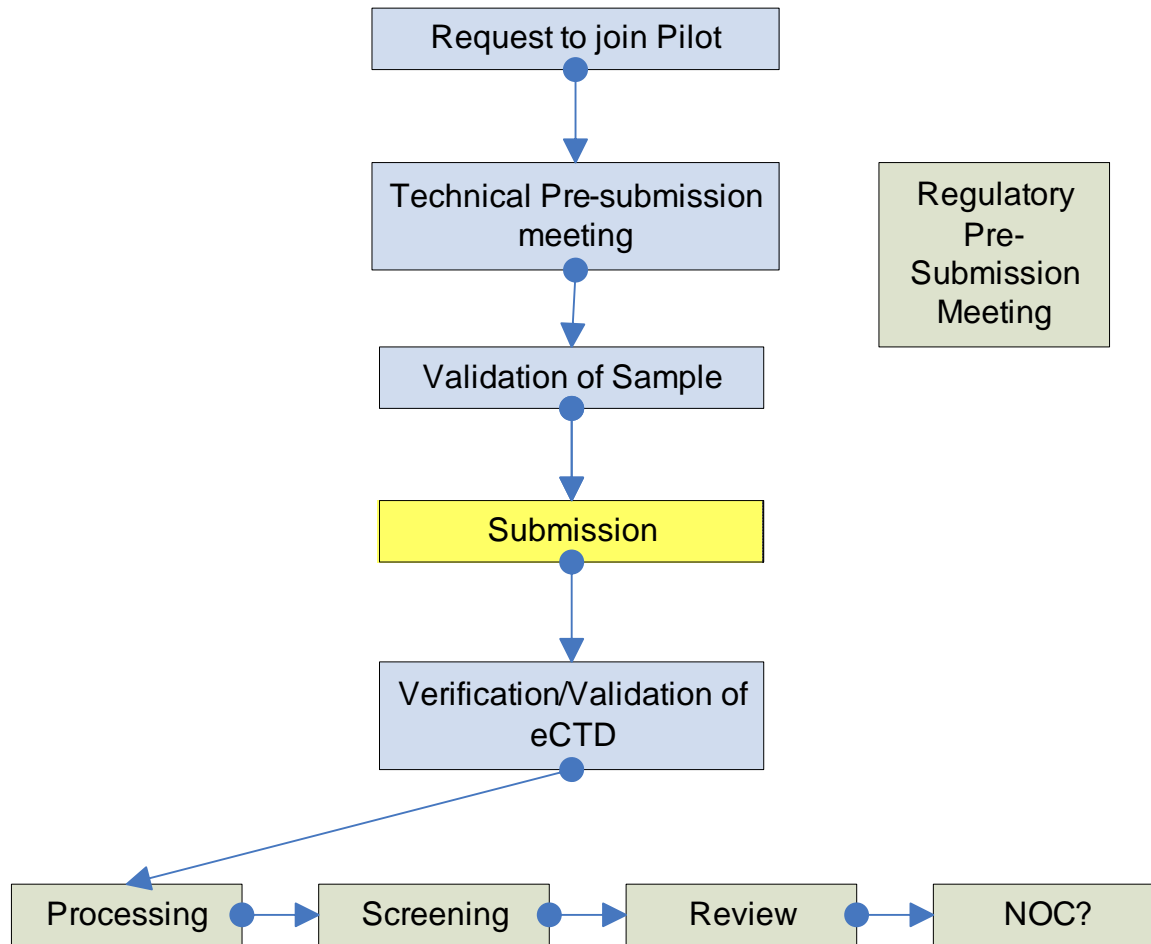 Request to join Pilot
Technical Pre-submission
meeting
Regulatory
Pre-
Submission
Meeting
Validation of Sample
Submission
Verification/Validation of
eCTD
Processing
Screening
Review
NOC?